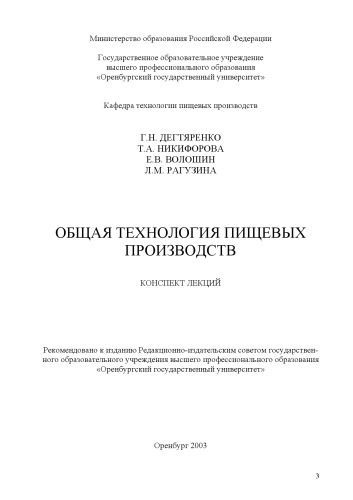 Министерство образования Российской Федерации
Государственное образовательное учреждение
высшего профессионального образования
«Оренбургский государственный университет»
Кафедра технологии пищевых производств
Г.Н. ДЕГТЯРЕНКО
Т.А. НИКИФОРОВА
Е.В. ВОЛОШИН
Л.М. РАГУЗИНА
ОБЩАЯ ТЕХНОЛОГИЯ ПИЩЕВЫХ
ПРОИЗВОДСТВ
КОНСПЕКТ ЛЕКЦИЙ
Рекомендовано к изданию Редакционно-издательским советом государствен-
ного образовательного учреждения высшего профессионального образования
«Оренбургский государственный университет»
Оренбург 2003
3